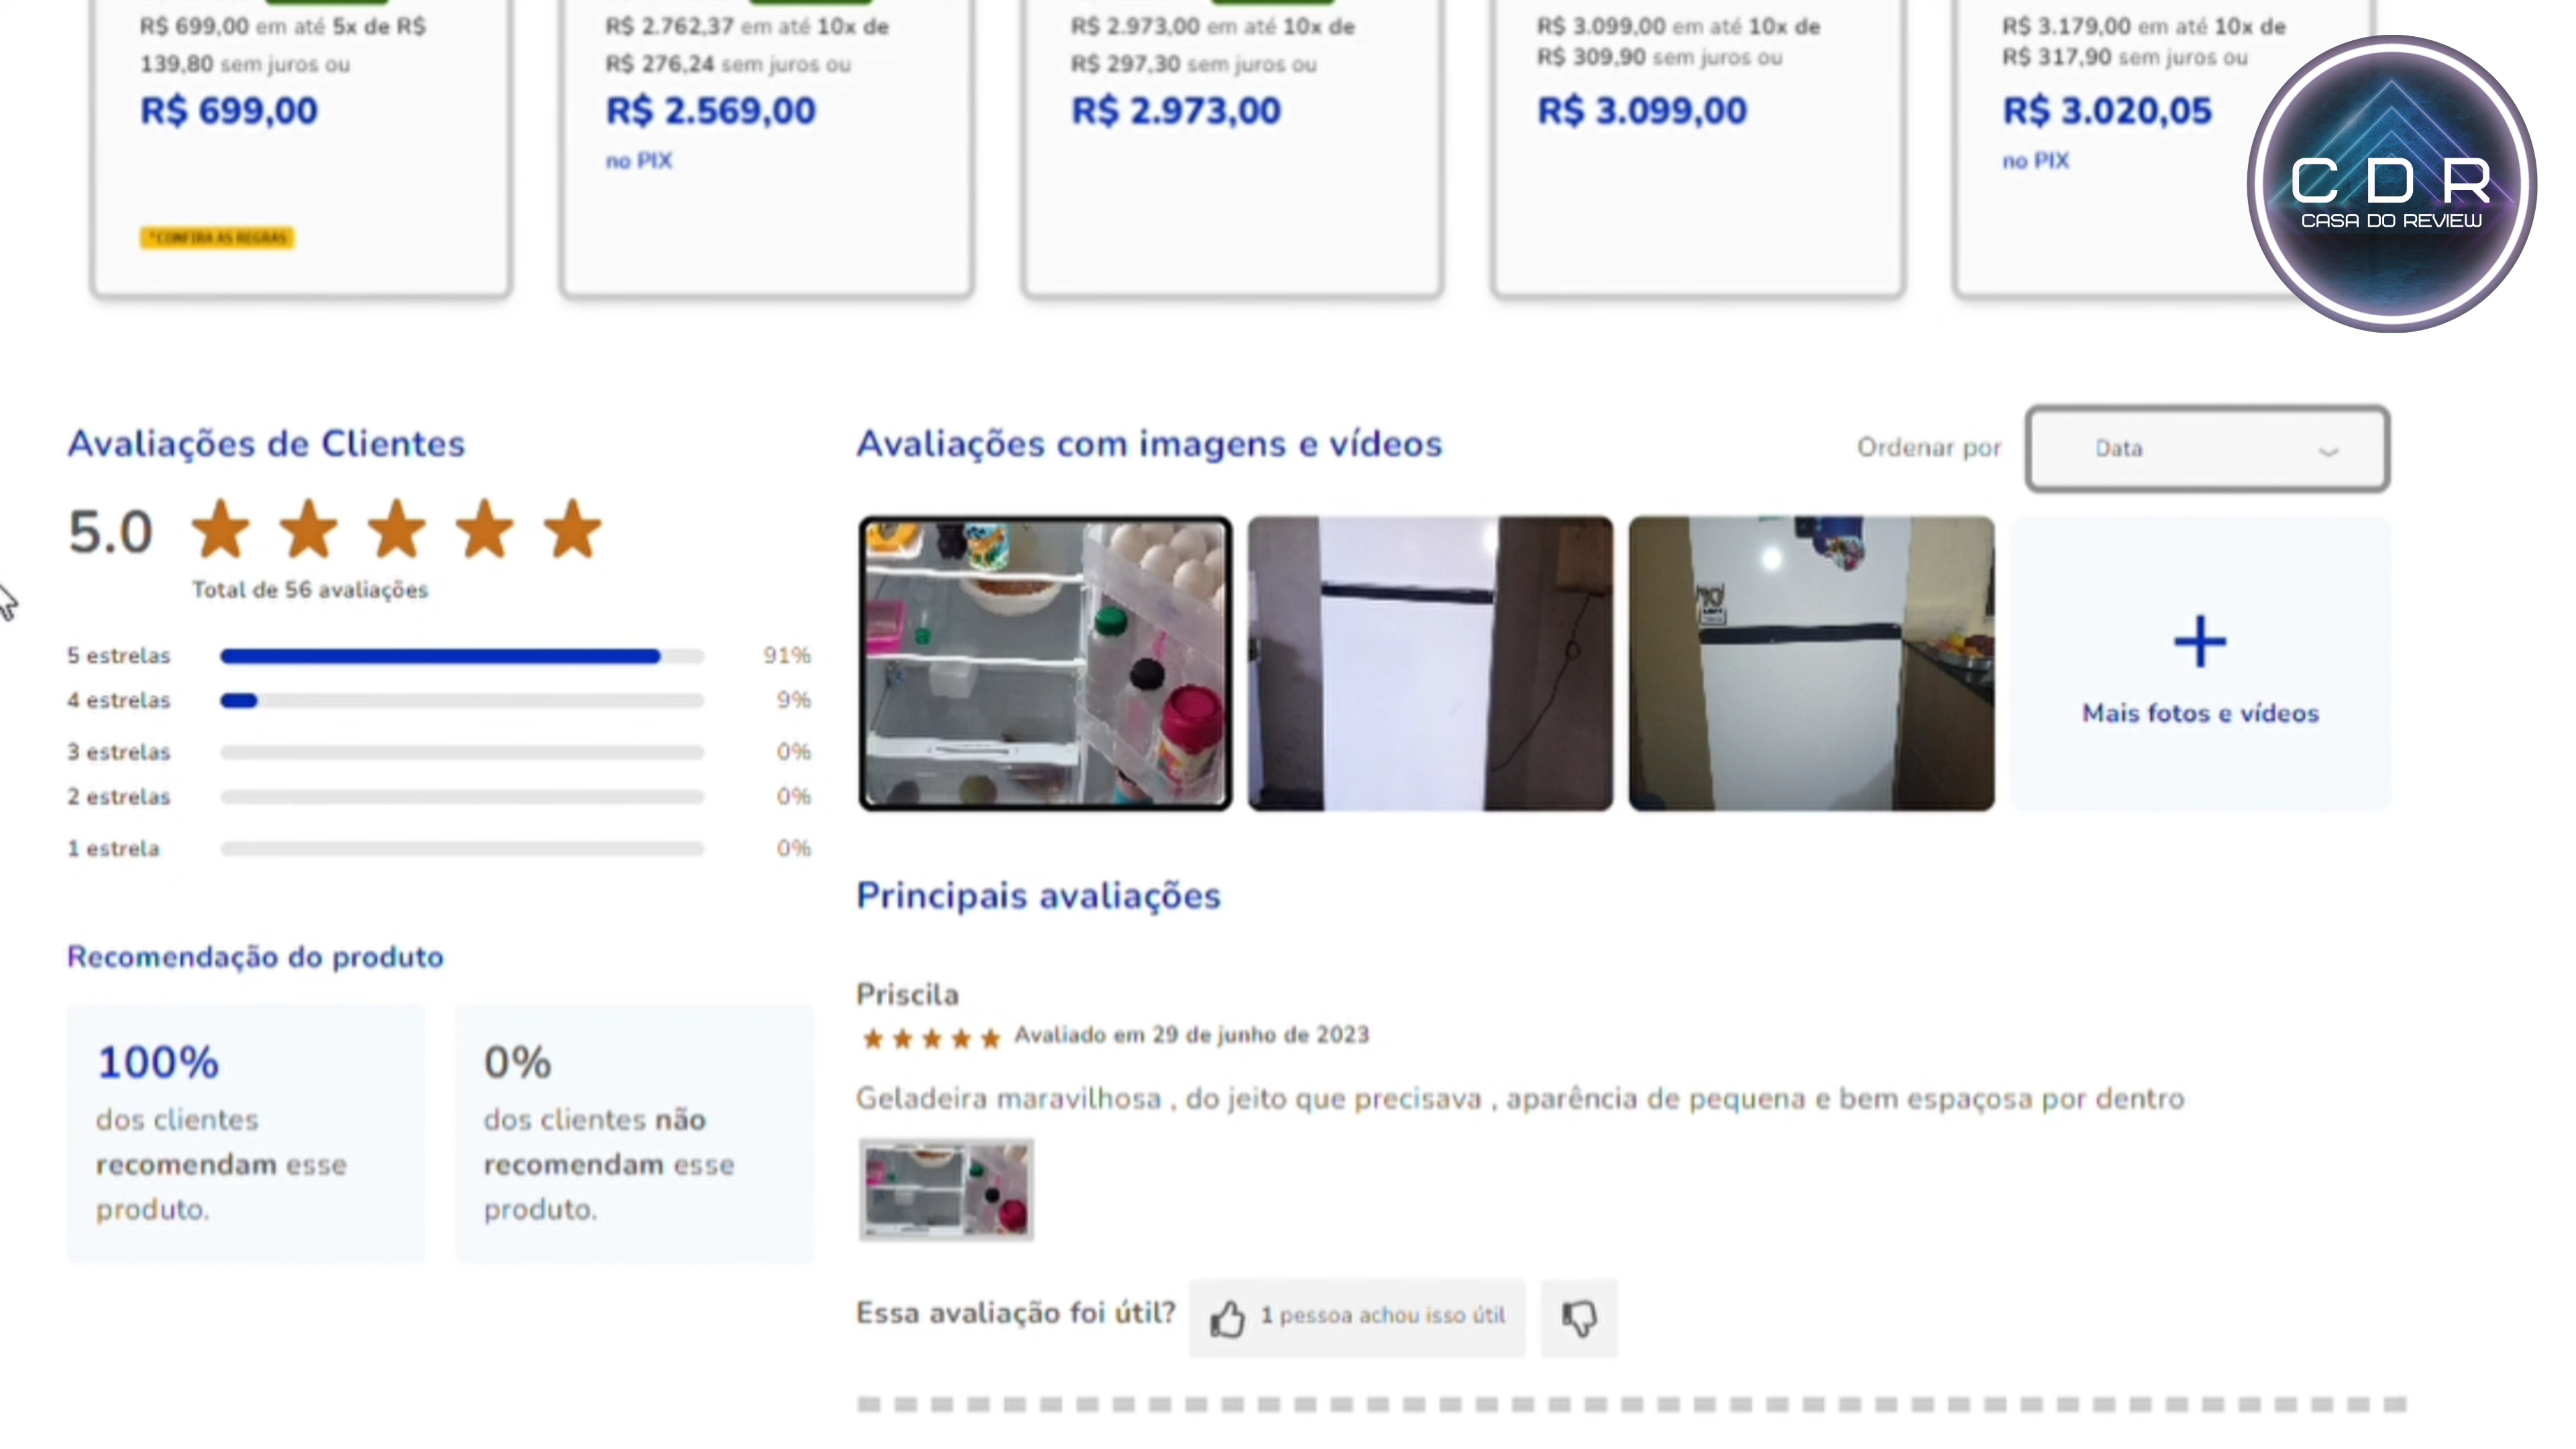 R$ 699,00 em até 5x de R$
139,80 sem juros ou
R$ 699,00
*CONFIRA AS REGRAS
R$ 2.762,37 em até 10x de
R$ 276,24 sem juros ou
R$ 2.569,00
no PIX
R$ 2.973,00 em até 10x de
R$ 297,30 sem juros ou
R$ 2.973,00
R$ 3.099,00 em até 10x de
R$ 309,90 sem juros ou
R$ 3.099,00
R$ 3.179,00 em até 10x de
R$ 317,90 sem juros ou
R$ 3.020,05
no PIX
CDR
CASA DO REVIEW
Avaliações de Clientes
5.0
Total de 56 avaliações
5 estrelas 91%
4 estrelas 9%
3 estrelas 0%
2 estrelas 0%
1 estrela 0%
Recomendação do produto
100%
dos clientes
recomendam esse
produto.
0%
dos clientes não
recomendam esse
produto.
Avaliações com imagens e vídeos
Ordenar por
Data
Mais fotos e vídeos
Principais avaliações
Priscila
Avaliado em 29 de junho de 2023
Geladeira maravilhosa , do jeito que precisava , aparência de pequena e bem espaçosa por dentro
Essa avaliação foi útil?
1 pessoa achou isso útil